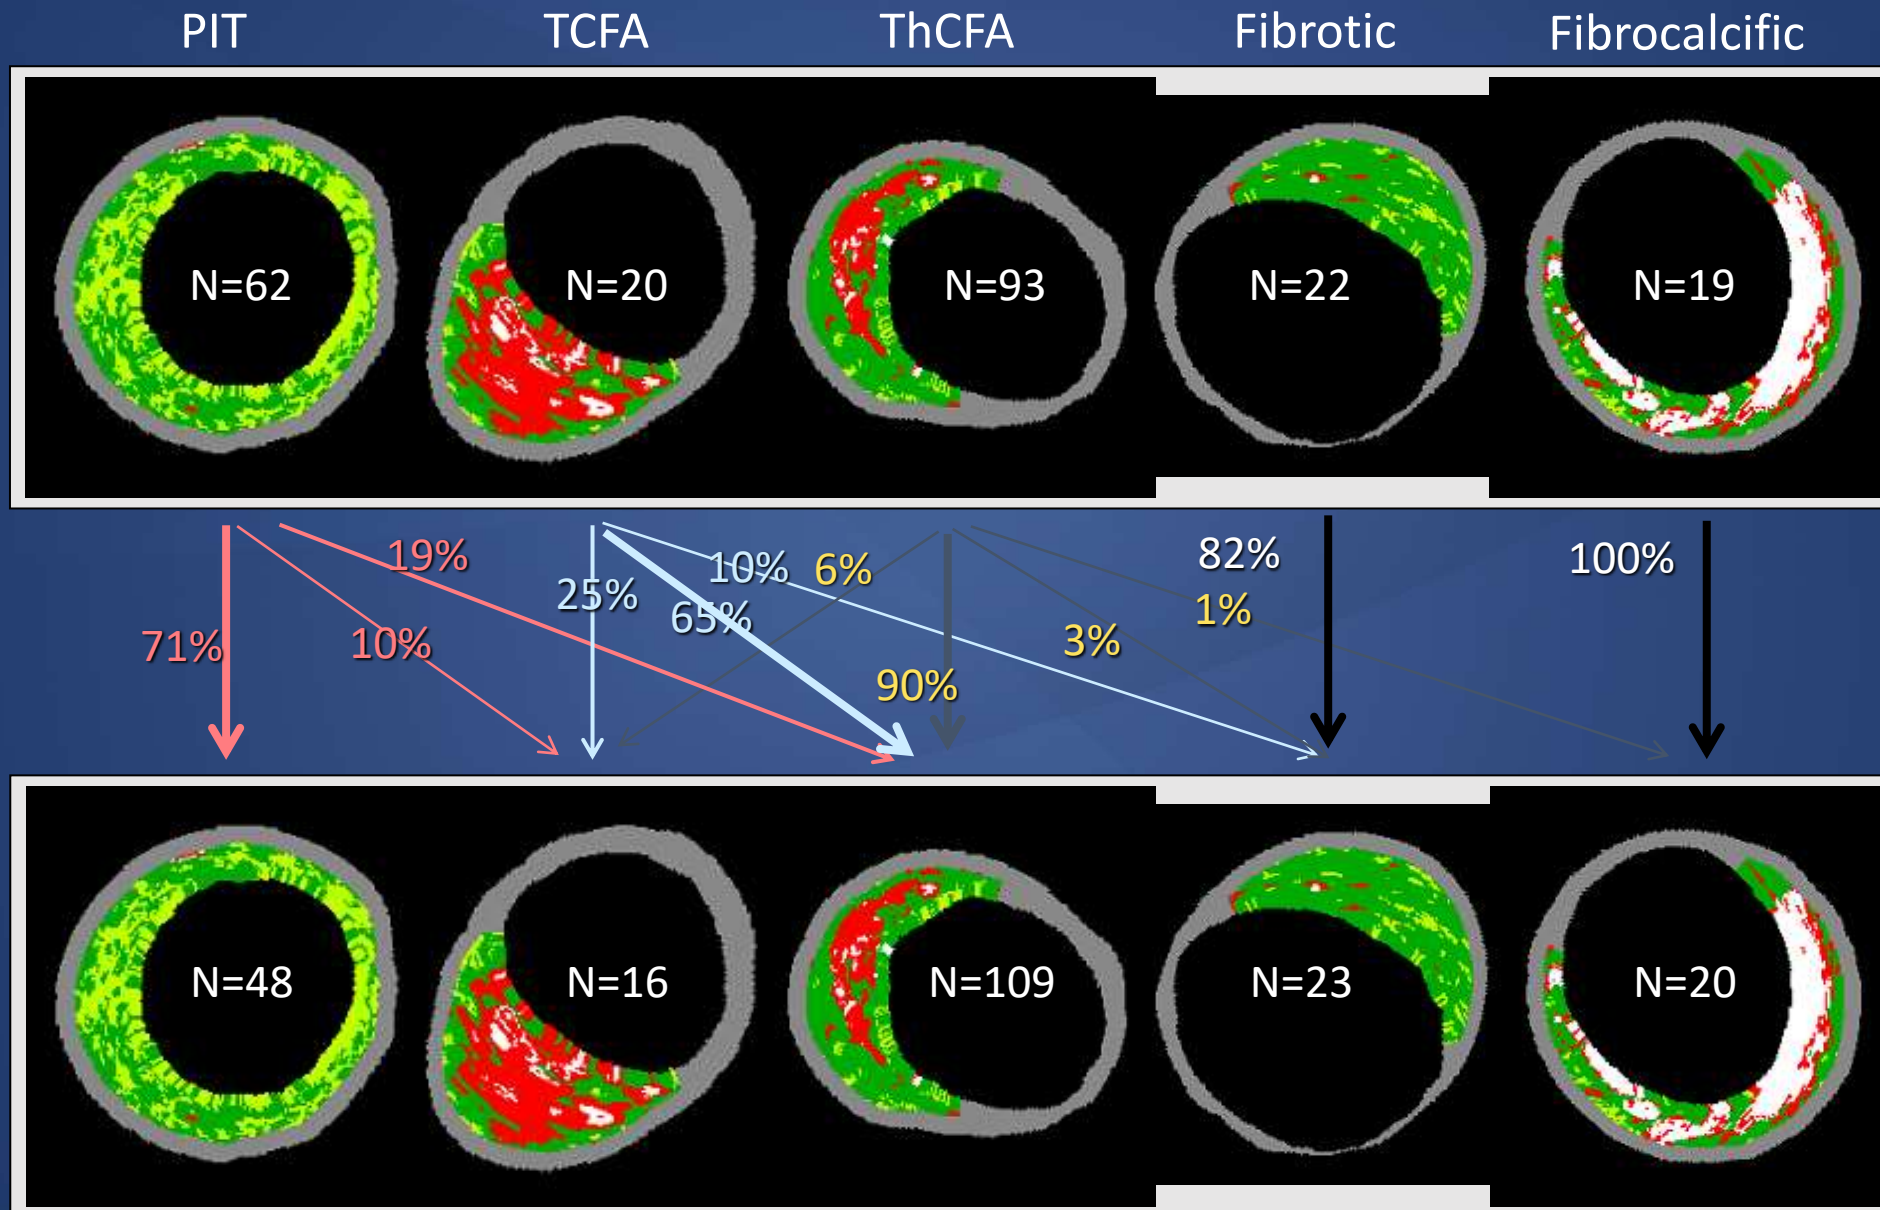 PIT TCFA ThCFA Fibrotic Fibrocalcific
N=62 N=20 N=93 N=22 N=19
19% 10% 6% 82% 100%
25% 65% 1%
71% 10% 3%
90%
N=48 N=16 N=109 N=23 N=20